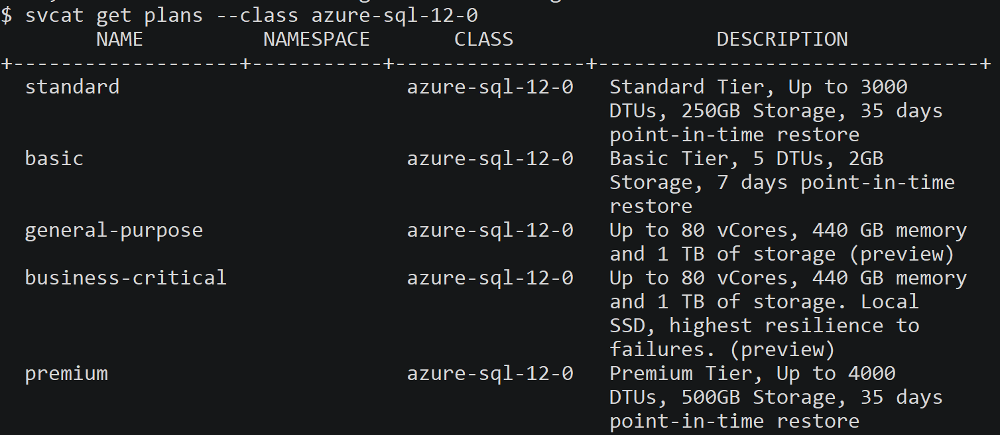 $ svcat get plans --class azure-sql-12-0
NAME NAMESPACE CLASS DESCRIPTION
+-------------------+-----------+----------------+--------------------------------+
standard azure-sql-12-0 Standard Tier, Up to 3000
DTUs, 250GB Storage, 35 days
point-in-time restore
basic azure-sql-12-0 Basic Tier, 5 DTUs, 2GB
Storage, 7 days point-in-time
restore
general-purpose azure-sql-12-0 Up to 80 vCores, 440 GB memory
and 1 TB of storage (preview)
business-critical azure-sql-12-0 Up to 80 vCores, 440 GB memory
and 1 TB of storage. Local
SSD, highest resilience to
failures. (preview)
premium azure-sql-12-0 Premium Tier, Up to 4000
DTUs, 500GB Storage, 35 days
point-in-time restore